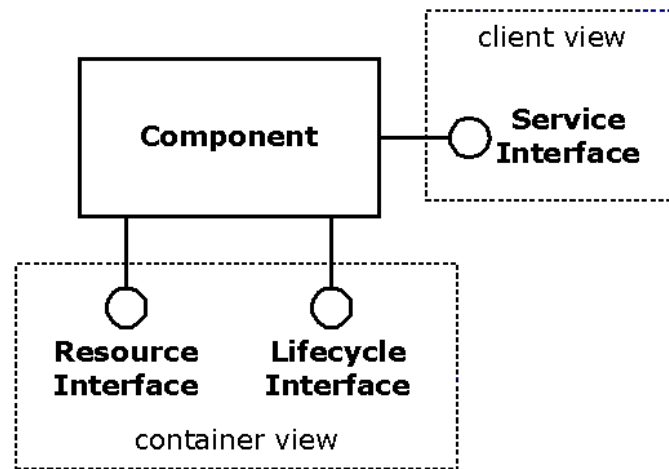 client view
Component
Service
Interface
Resource
Interface
Lifecycle
Interface
container view